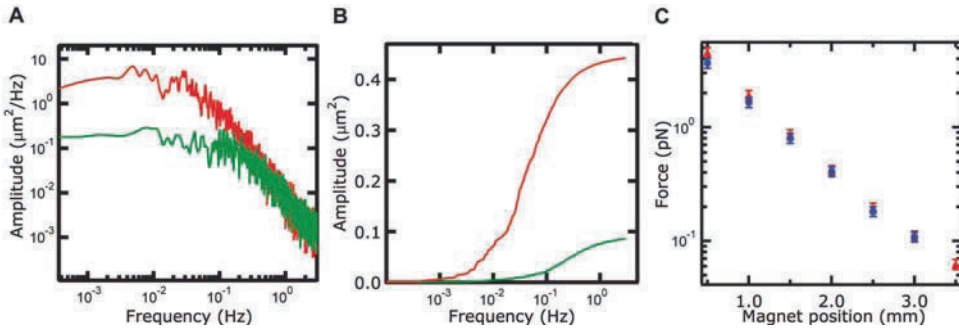 A
Amplitude (μm²/Hz)
10
10⁰
10⁻¹
10⁻²
10⁻³
10⁻³ 10⁻² 10⁻¹ 10⁰
Frequency (Hz)
B
Amplitude (μm²)
0.4
0.3
0.2
0.1
0.0
10⁻³ 10⁻² 10⁻¹ 10⁰
Frequency (Hz)
C
Force (pN)
10⁰
10⁻¹
1.0 2.0 3.0
Magnet position (mm)